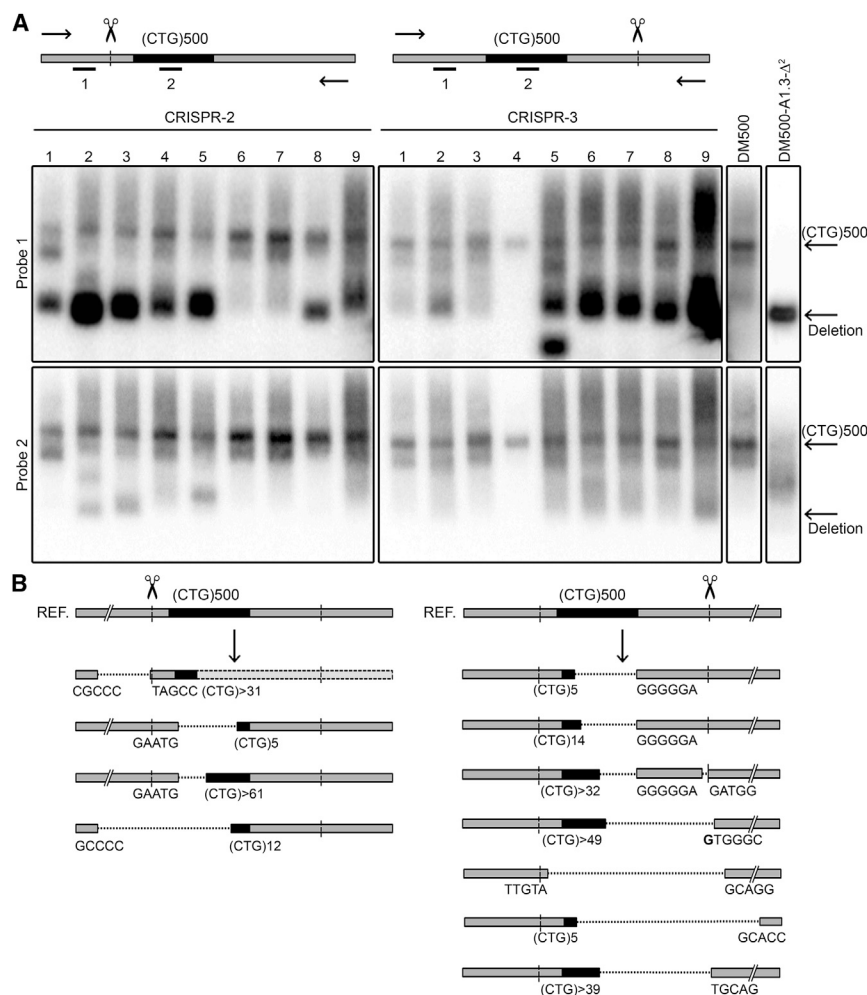 A
(CTG)500 (CTG)500
1 2 1 2
CRISPR-2 CRISPR-3
DM500 DM500-A1.3-Δ²
1 2 3 4 5 6 7 8 9 1 2 3 4 5 6 7 8 9
Probe 1
(CTG)500
Deletion
Probe 2
(CTG)500
Deletion
B
(CTG)500 (CTG)500
REF. REF.
CGCCC TAGCC (CTG)>31 (CTG)5 GGGGGA
GAATG (CTG)5 (CTG)14 GGGGGA
GAATG (CTG)>61 (CTG)>32 GGGGGA GATGG
GCCCC (CTG)12 (CTG)>49 GTGGGC
TTGTA GCAGG
(CTG)5 GCACC
(CTG)>39 TGCAG